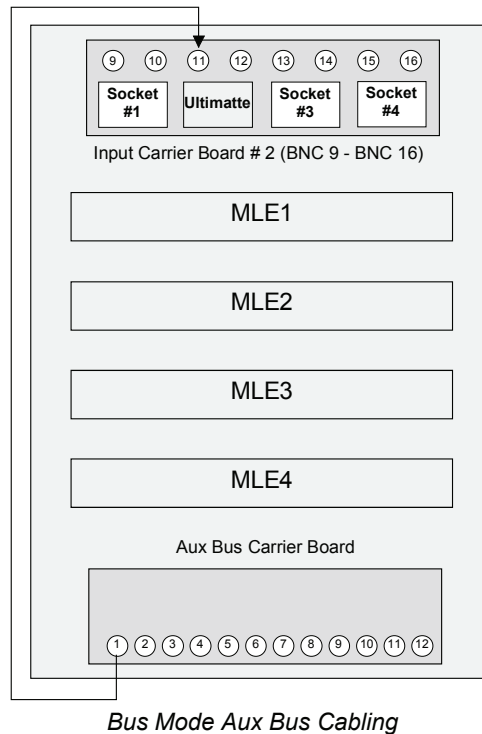 9 10 11 12 13 14 15 16
Socket #1
Ultimatte
Socket #3
Socket #4
Input Carrier Board # 2 (BNC 9 - BNC 16)
MLE1
MLE2
MLE3
MLE4
Aux Bus Carrier Board
1 2 3 4 5 6 7 8 9 10 11 12
Bus Mode Aux Bus Cabling